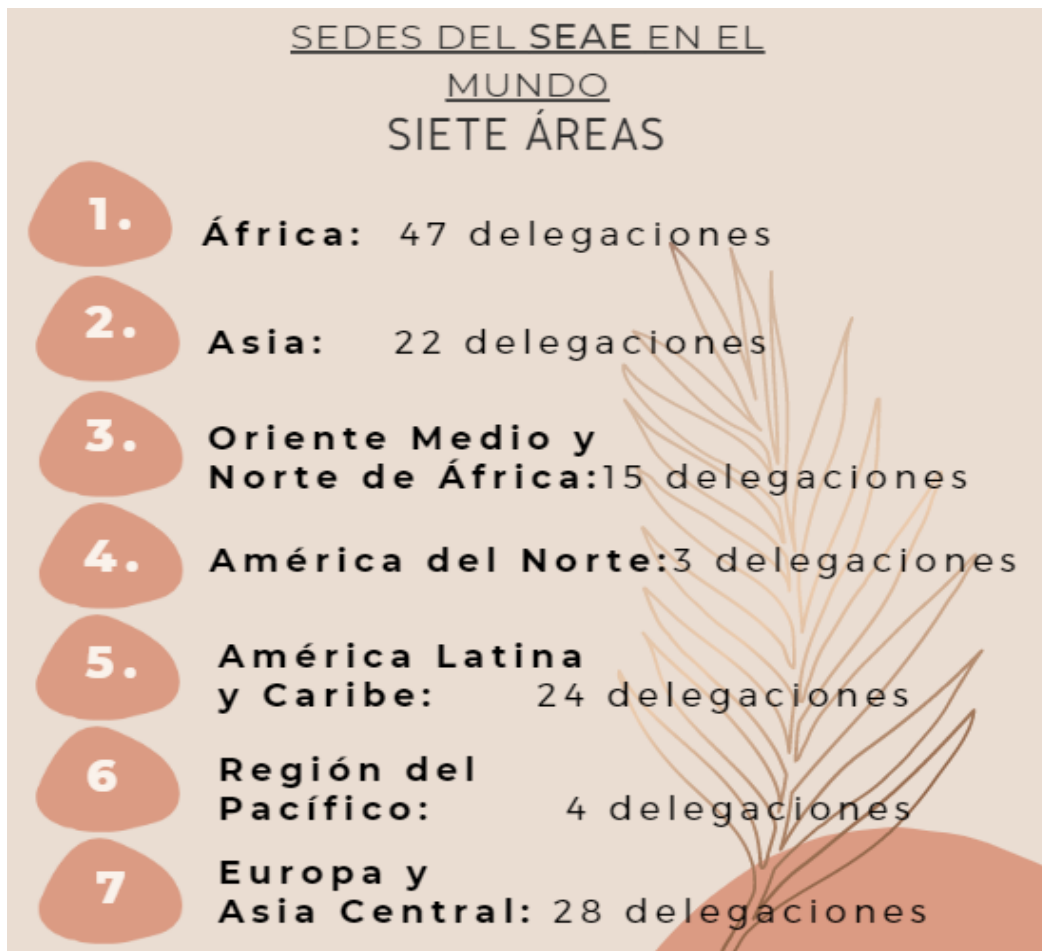 SEDES DEL SEAE EN EL
MUNDO
SIETE ÁREAS
1. África: 47 delegaciones
2. Asia: 22 delegaciones
3. Oriente Medio y
Norte de África:15 delegaciones
4. América del Norte:3 delegaciones
5. América Latina
y Caribe: 24 delegaciones
6 Región del
Pacífico: 4 delegaciones
7 Europa y
Asia Central: 28 delegaciones